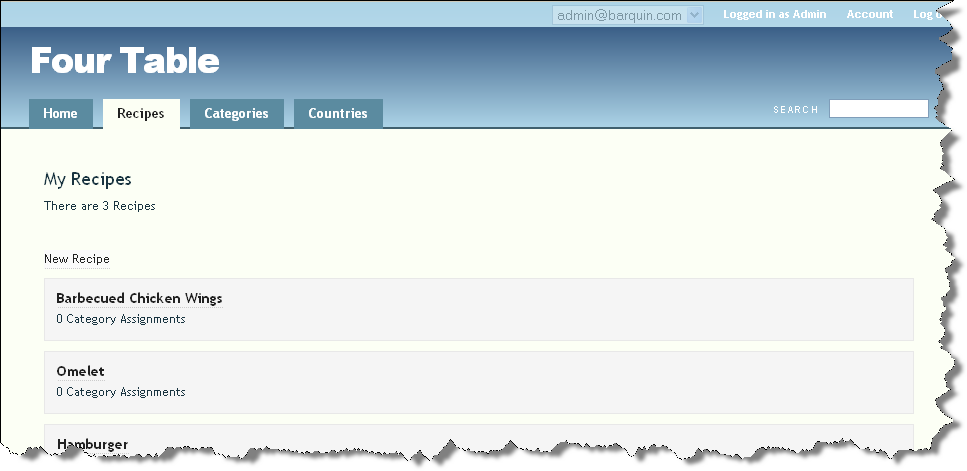 admin@barquin.com Logged in as Admin Account Log
Four Table
Home Recipes Categories Countries SEARCH
My Recipes
There are 3 Recipes
New Recipe
Barbecued Chicken Wings
0 Category Assignments
Omelet
0 Category Assignments
Hamburger